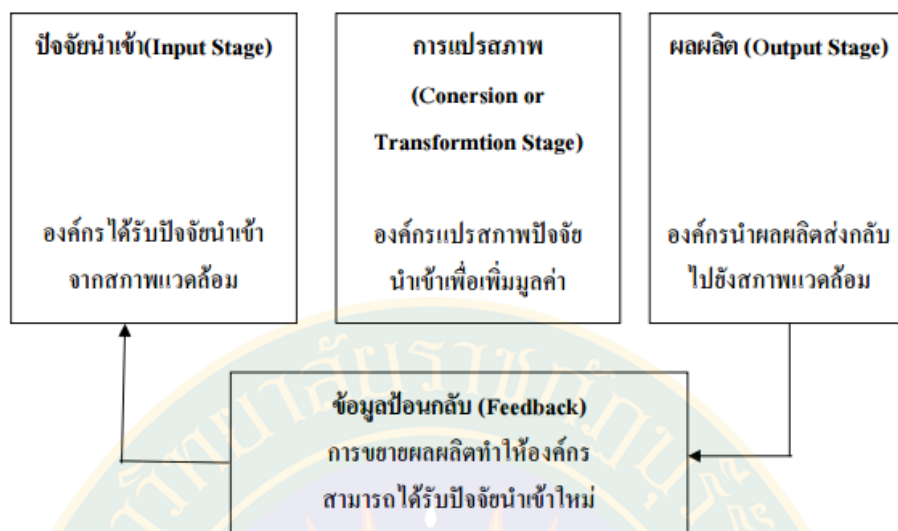 ปัจจัยนำเข้า(Input Stage)
องค์กรได้รับปัจจัยนำเข้า
จากสภาพแวดล้อม
การแปรสภาพ
(Conersion or
Transformtion Stage)
องค์กรแปรสภาพปัจจัย
นำเข้าเพื่อเพิ่มมูลค่า
ผลผลิต (Output Stage)
องค์กรนำผลผลิตส่งกลับ
ไปยังสภาพแวดล้อม
ข้อมูลป้อนกลับ (Feedback)
การขยายผลผลิตทำให้องค์กร
สามารถได้รับปัจจัยนำเข้าใหม่